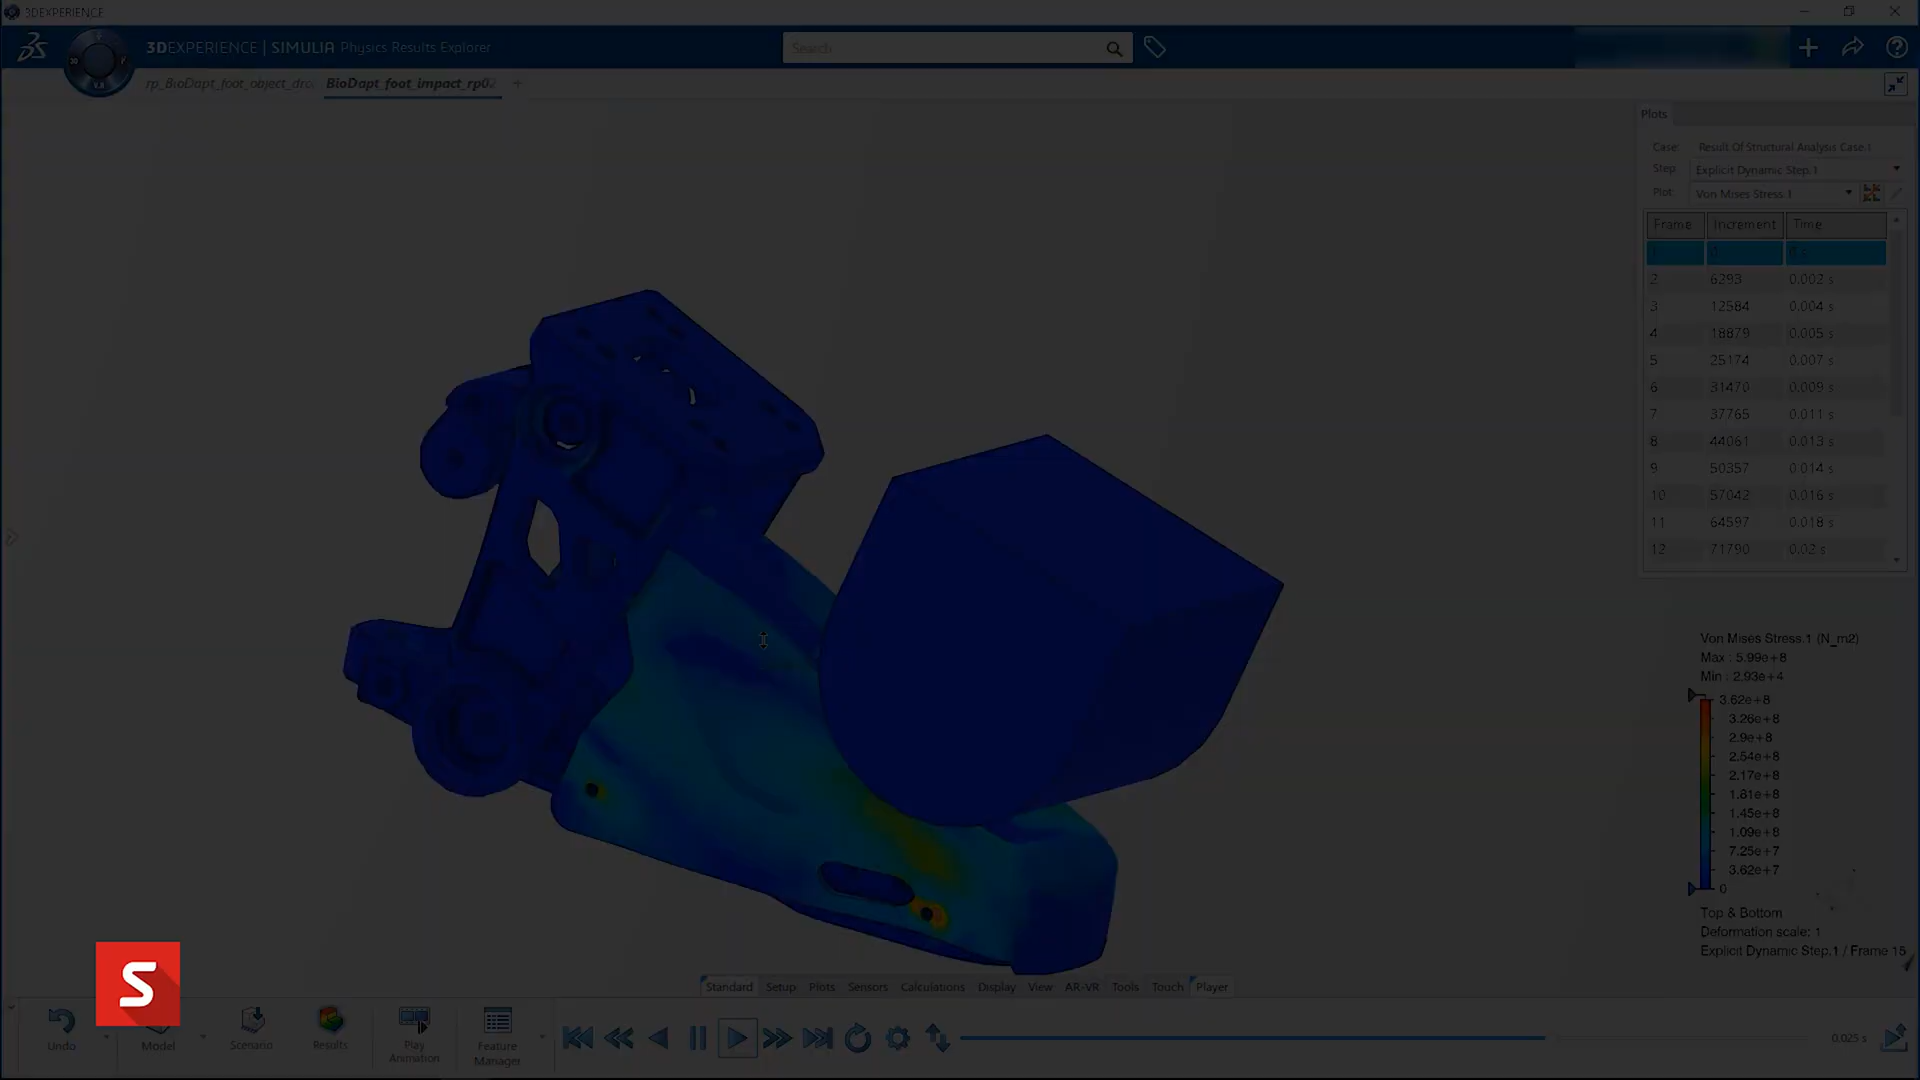 3DEXPERIENCE
3DEXPERIENCE | SIMULIA Physics Results Explorer
Search
V.R
rp_BioDapt_foot_object_dro
BioDapt_foot_impact_rp02
+
Plots
Case: Result Of Structural Analysis Case.1
Step: Explicit Dynamic Step.1
Plot: Von Mises Stress.1
Frame Increment Time
2 6293 0.002 s
3 12584 0.004 s
4 18879 0.005 s
5 25174 0.007 s
6 31470 0.009 s
7 37765 0.011 s
8 44061 0.013 s
9 50357 0.014 s
10 57042 0.016 s
11 64597 0.018 s
12 71790 0.02 s
Von Mises Stress.1 (N_m2)
Max : 5.99e+8
Min : 2.93e+4
3.62e+8
3.26e+8
2.9e+8
2.54e+8
2.17e+8
1.81e+8
1.45e+8
1.09e+8
7.25e+7
3.62e+7
0
Top & Bottom
Deformation scale: 1
Explicit Dynamic Step.1 / Frame 15
S
Standard Setup Plots Sensors Calculations Display View AR-VR Tools Touch Player
Undo
Model
Scenario
Results
Play
Animation
Feature
Manager
0.025 s